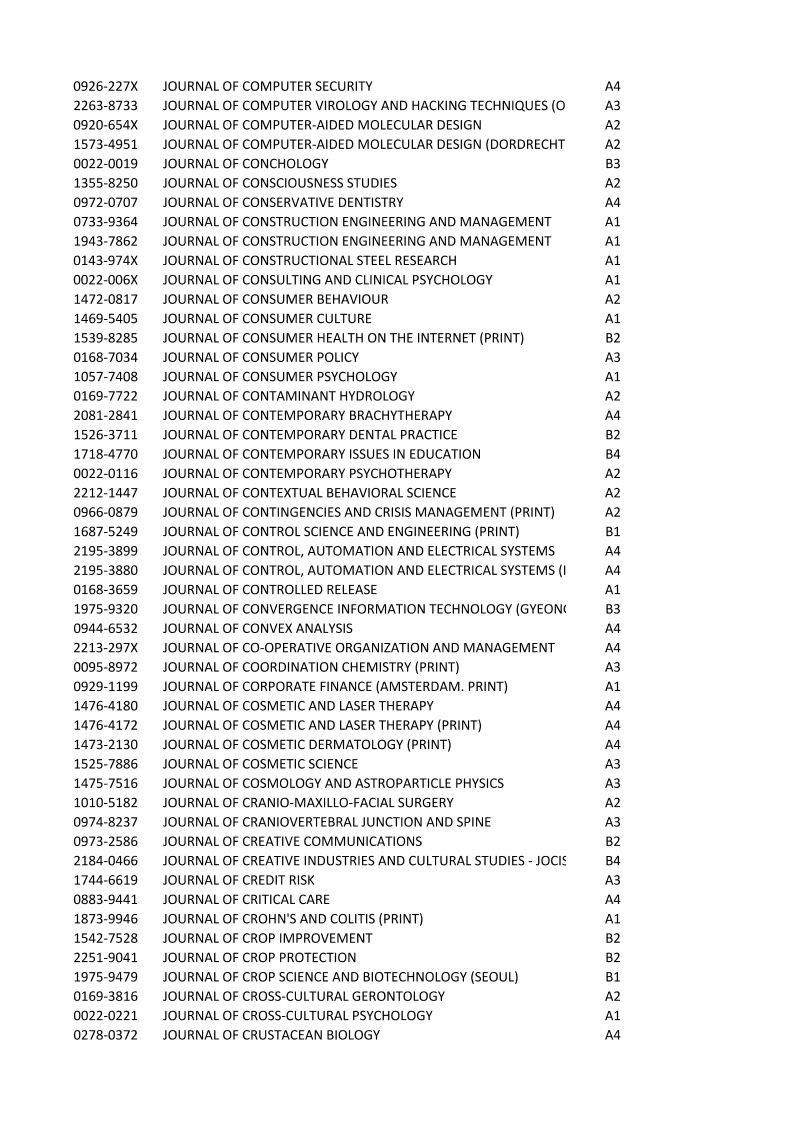 0926-227X JOURNAL OF COMPUTER SECURITY A4
2263-8733 JOURNAL OF COMPUTER VIROLOGY AND HACKING TECHNIQUES (O A3
0920-654X JOURNAL OF COMPUTER-AIDED MOLECULAR DESIGN A2
1573-4951 JOURNAL OF COMPUTER-AIDED MOLECULAR DESIGN (DORDRECHT A2
0022-0019 JOURNAL OF CONCHOLOGY B3
1355-8250 JOURNAL OF CONSCIOUSNESS STUDIES A2
0972-0707 JOURNAL OF CONSERVATIVE DENTISTRY A4
0733-9364 JOURNAL OF CONSTRUCTION ENGINEERING AND MANAGEMENT A1
1943-7862 JOURNAL OF CONSTRUCTION ENGINEERING AND MANAGEMENT A1
0143-974X JOURNAL OF CONSTRUCTIONAL STEEL RESEARCH A1
0022-006X JOURNAL OF CONSULTING AND CLINICAL PSYCHOLOGY A1
1472-0817 JOURNAL OF CONSUMER BEHAVIOUR A2
1469-5405 JOURNAL OF CONSUMER CULTURE A1
1539-8285 JOURNAL OF CONSUMER HEALTH ON THE INTERNET (PRINT) B2
0168-7034 JOURNAL OF CONSUMER POLICY A3
1057-7408 JOURNAL OF CONSUMER PSYCHOLOGY A1
0169-7722 JOURNAL OF CONTAMINANT HYDROLOGY A2
2081-2841 JOURNAL OF CONTEMPORARY BRACHYTHERAPY A4
1526-3711 JOURNAL OF CONTEMPORARY DENTAL PRACTICE B2
1718-4770 JOURNAL OF CONTEMPORARY ISSUES IN EDUCATION B4
0022-0116 JOURNAL OF CONTEMPORARY PSYCHOTHERAPY A2
2212-1447 JOURNAL OF CONTEXTUAL BEHAVIORAL SCIENCE A2
0966-0879 JOURNAL OF CONTINGENCIES AND CRISIS MANAGEMENT (PRINT) A2
1687-5249 JOURNAL OF CONTROL SCIENCE AND ENGINEERING (PRINT) B1
2195-3899 JOURNAL OF CONTROL, AUTOMATION AND ELECTRICAL SYSTEMS A4
2195-3880 JOURNAL OF CONTROL, AUTOMATION AND ELECTRICAL SYSTEMS (I A4
0168-3659 JOURNAL OF CONTROLLED RELEASE A1
1975-9320 JOURNAL OF CONVERGENCE INFORMATION TECHNOLOGY (GYEONG B3
0944-6532 JOURNAL OF CONVEX ANALYSIS A4
2213-297X JOURNAL OF CO-OPERATIVE ORGANIZATION AND MANAGEMENT A4
0095-8972 JOURNAL OF COORDINATION CHEMISTRY (PRINT) A3
0929-1199 JOURNAL OF CORPORATE FINANCE (AMSTERDAM. PRINT) A1
1476-4180 JOURNAL OF COSMETIC AND LASER THERAPY A4
1476-4172 JOURNAL OF COSMETIC AND LASER THERAPY (PRINT) A4
1473-2130 JOURNAL OF COSMETIC DERMATOLOGY (PRINT) A4
1525-7886 JOURNAL OF COSMETIC SCIENCE A3
1475-7516 JOURNAL OF COSMOLOGY AND ASTROPARTICLE PHYSICS A3
1010-5182 JOURNAL OF CRANIO-MAXILLO-FACIAL SURGERY A2
0974-8237 JOURNAL OF CRANIOVERTEBRAL JUNCTION AND SPINE A3
0973-2586 JOURNAL OF CREATIVE COMMUNICATIONS B2
2184-0466 JOURNAL OF CREATIVE INDUSTRIES AND CULTURAL STUDIES - JOCIS B4
1744-6619 JOURNAL OF CREDIT RISK A3
0883-9441 JOURNAL OF CRITICAL CARE A4
1873-9946 JOURNAL OF CROHN'S AND COLITIS (PRINT) A1
1542-7528 JOURNAL OF CROP IMPROVEMENT B2
2251-9041 JOURNAL OF CROP PROTECTION B2
1975-9479 JOURNAL OF CROP SCIENCE AND BIOTECHNOLOGY (SEOUL) B1
0169-3816 JOURNAL OF CROSS-CULTURAL GERONTOLOGY A2
0022-0221 JOURNAL OF CROSS-CULTURAL PSYCHOLOGY A1
0278-0372 JOURNAL OF CRUSTACEAN BIOLOGY A4